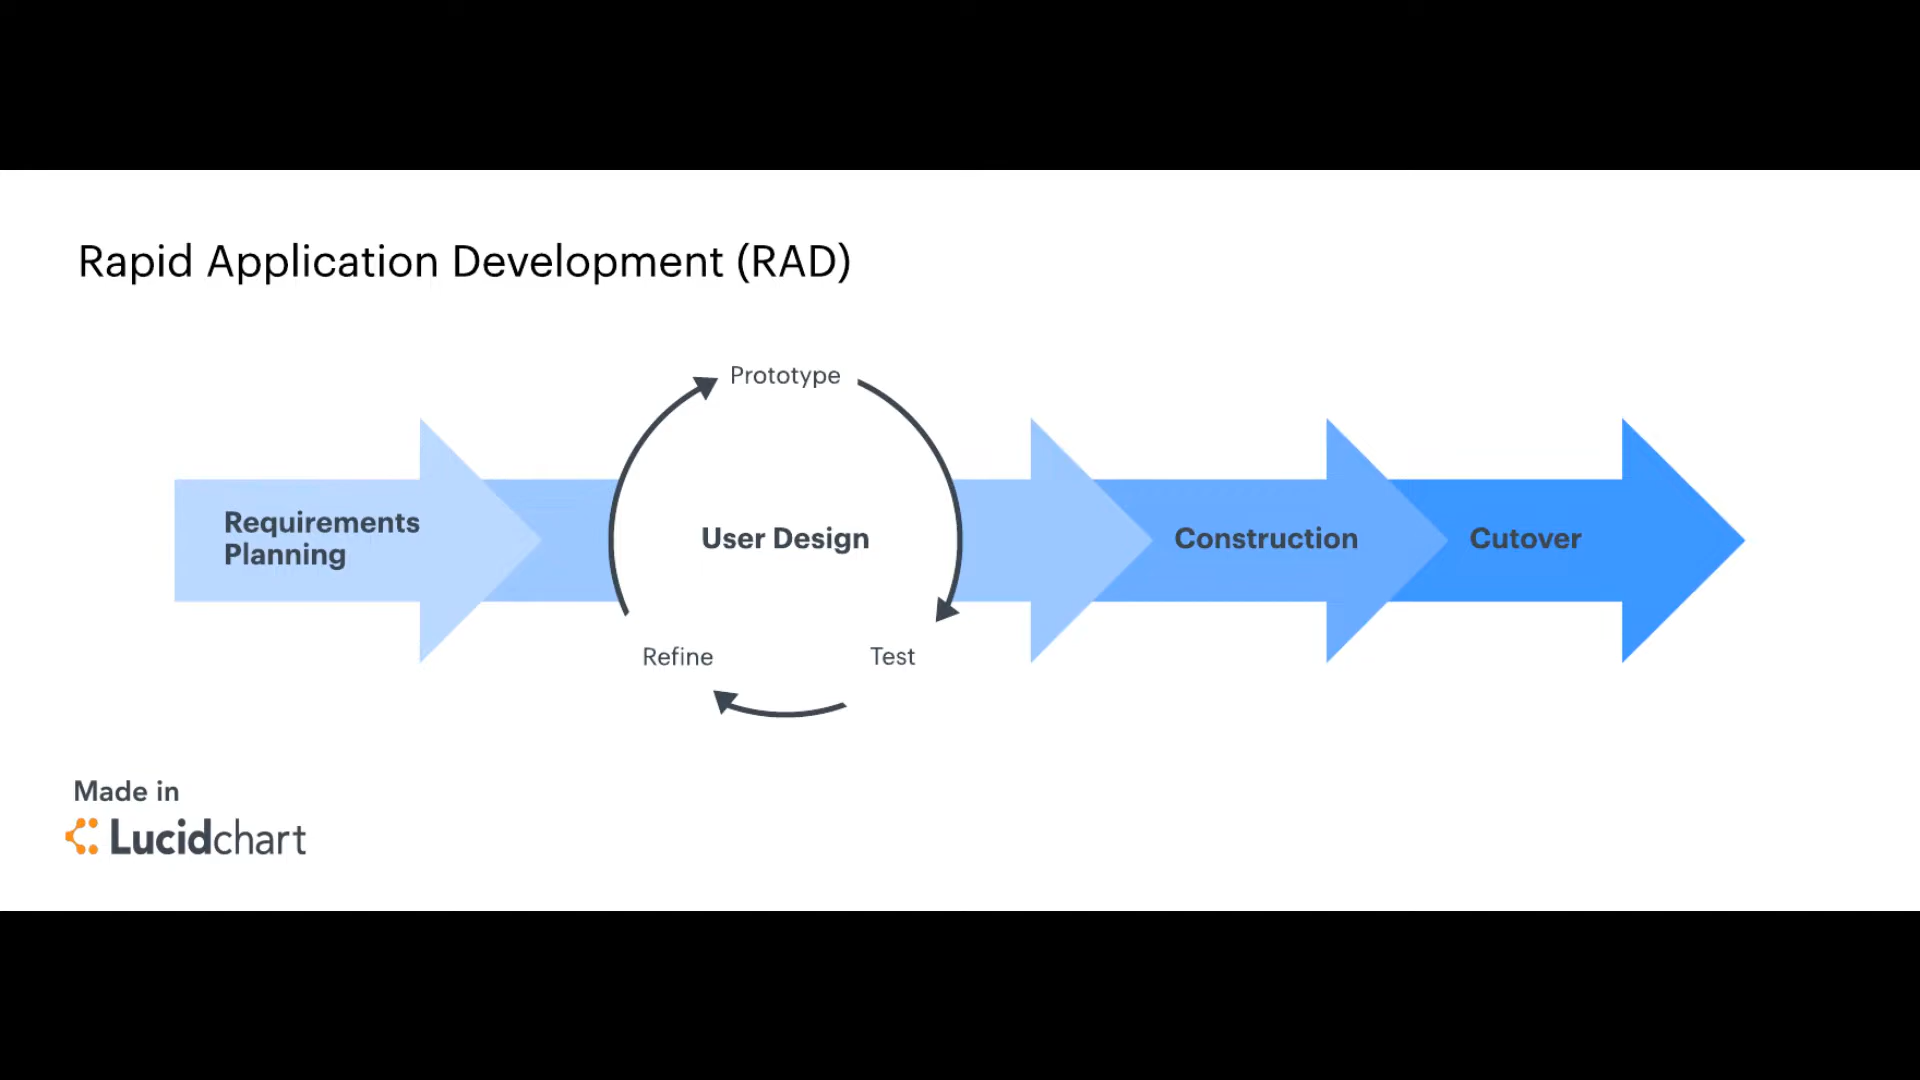 Rapid Application Development (RAD)
Prototype
Requirements
Planning
User Design
Construction
Cutover
Refine
Test
Made in
Lucidchart